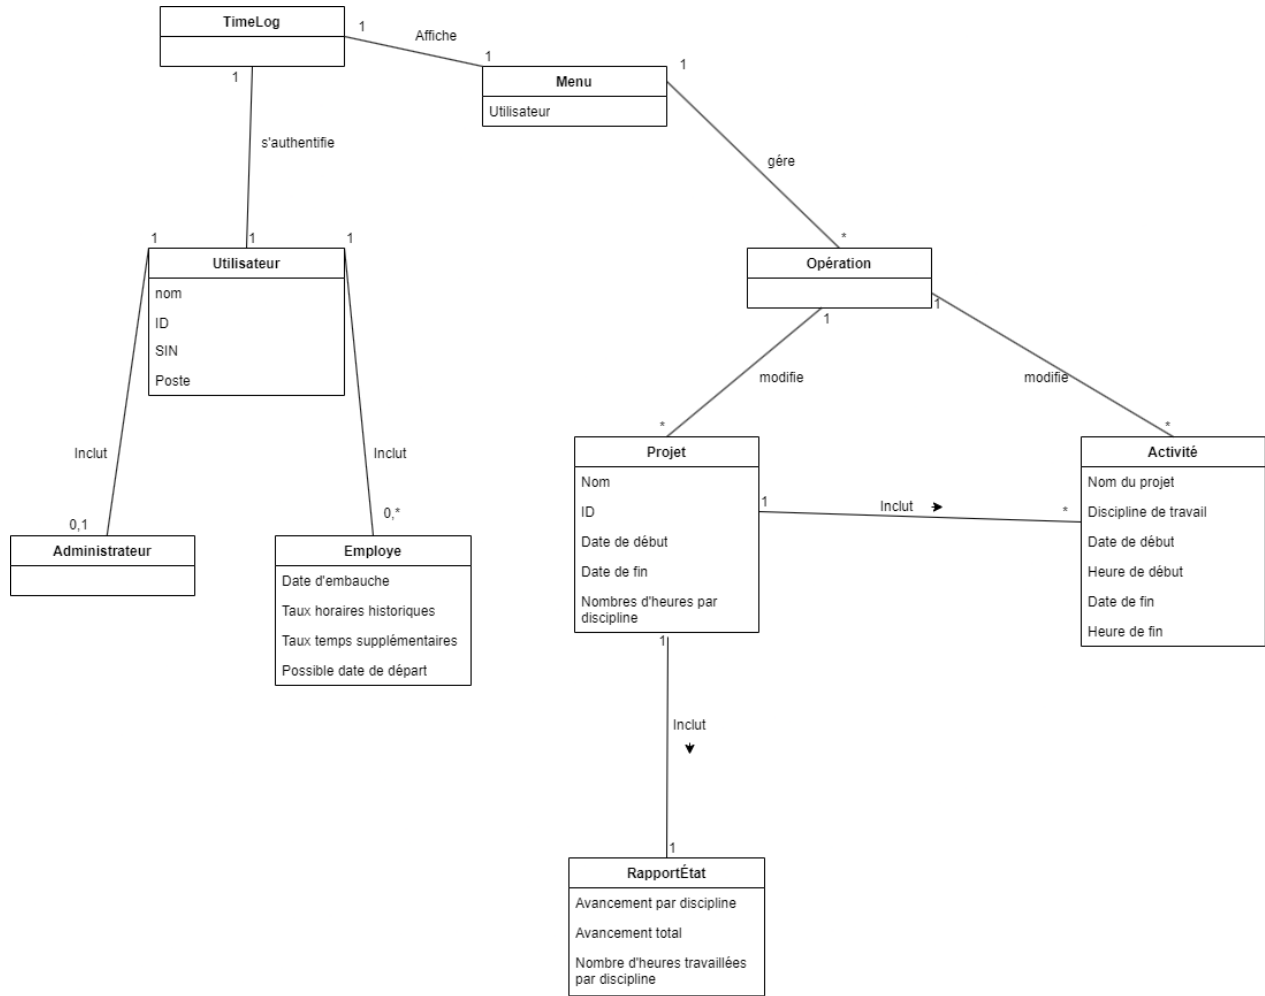 TimeLog
1
Affiche
1
1
Menu
1
Utilisateur
s'authentifie
gére
1
1
1
*
Utilisateur
nom
ID
SIN
Poste
Opération
1
1
modifie
modifie
Inclut
Inclut
0,1
0,*
Administrateur
Employe
Date d'embauche
Taux horaires historiques
Taux temps supplémentaires
Possible date de départ
*
*
Projet
Nom
ID
Date de début
Date de fin
Nombres d'heures par
discipline
1
Inclut
*
Activité
Nom du projet
Discipline de travail
Date de début
Heure de début
Date de fin
Heure de fin
1
Inclut
1
RapportÉtat
Avancement par discipline
Avancement total
Nombre d'heures travaillées
par discipline